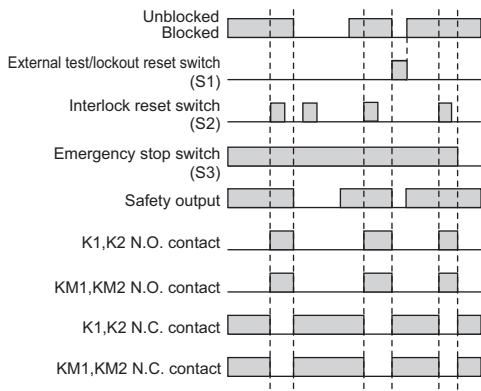 Unblocked
Blocked
External test/lockout reset switch
(S1)
Interlock reset switch
(S2)
Emergency stop switch
(S3)
Safety output
K1,K2 N.O. contact
KM1,KM2 N.O. contact
K1,K2 N.C. contact
KM1,KM2 N.C. contact